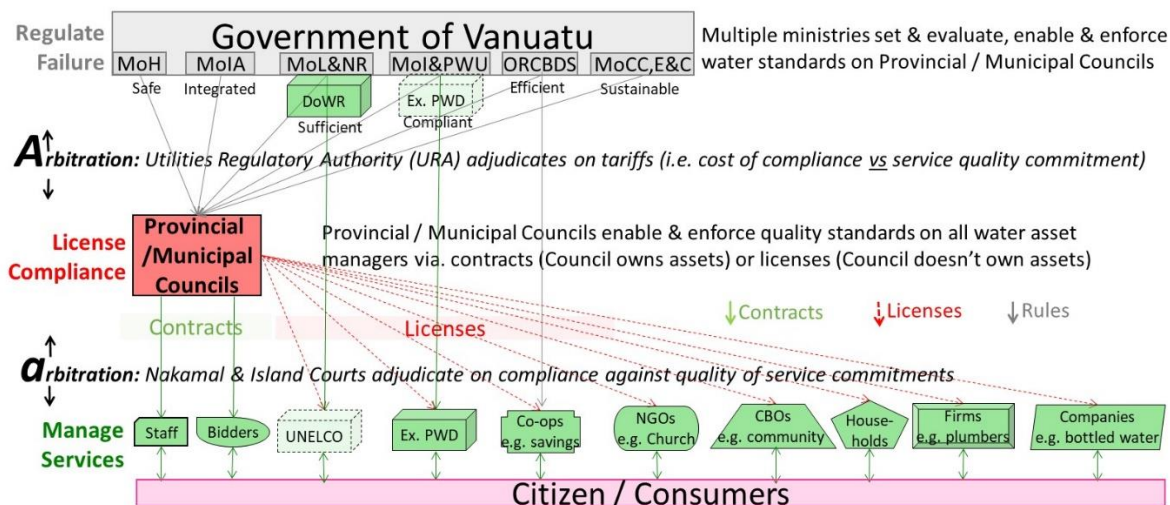 Regulate
Failure
Government of Vanuatu
MoH
MoIA
MoL&NR
MoI&PWU
ORCBDS
MoCC,E&C
Multiple ministries set & evaluate, enable & enforce
water standards on Provincial / Municipal Councils
Safe
Integrated
DoWR
Sufficient
Ex. PWD
Compliant
Efficient
Sustainable
Arbitration: Utilities Regulatory Authority (URA) adjudicates on tariffs (i.e. cost of compliance vs service quality commitment)
License
Compliance
Provincial
/Municipal
Councils
Provincial / Municipal Councils enable & enforce quality standards on all water asset
managers via. contracts (Council owns assets) or licenses (Council doesn't own assets)
Contracts
Licenses
Contracts
Licenses
Rules
arbitration: Nakamal & Island Courts adjudicate on compliance against quality of service commitments
Manage
Services
Staff
Bidders
UNELCO
Ex. PWD
Co-ops
e.g. savings
NGOs
e.g. Church
CBOs
e.g. community
House-
holds
Firms
e.g. plumbers
Companies
e.g. bottled water
Citizen / Consumers